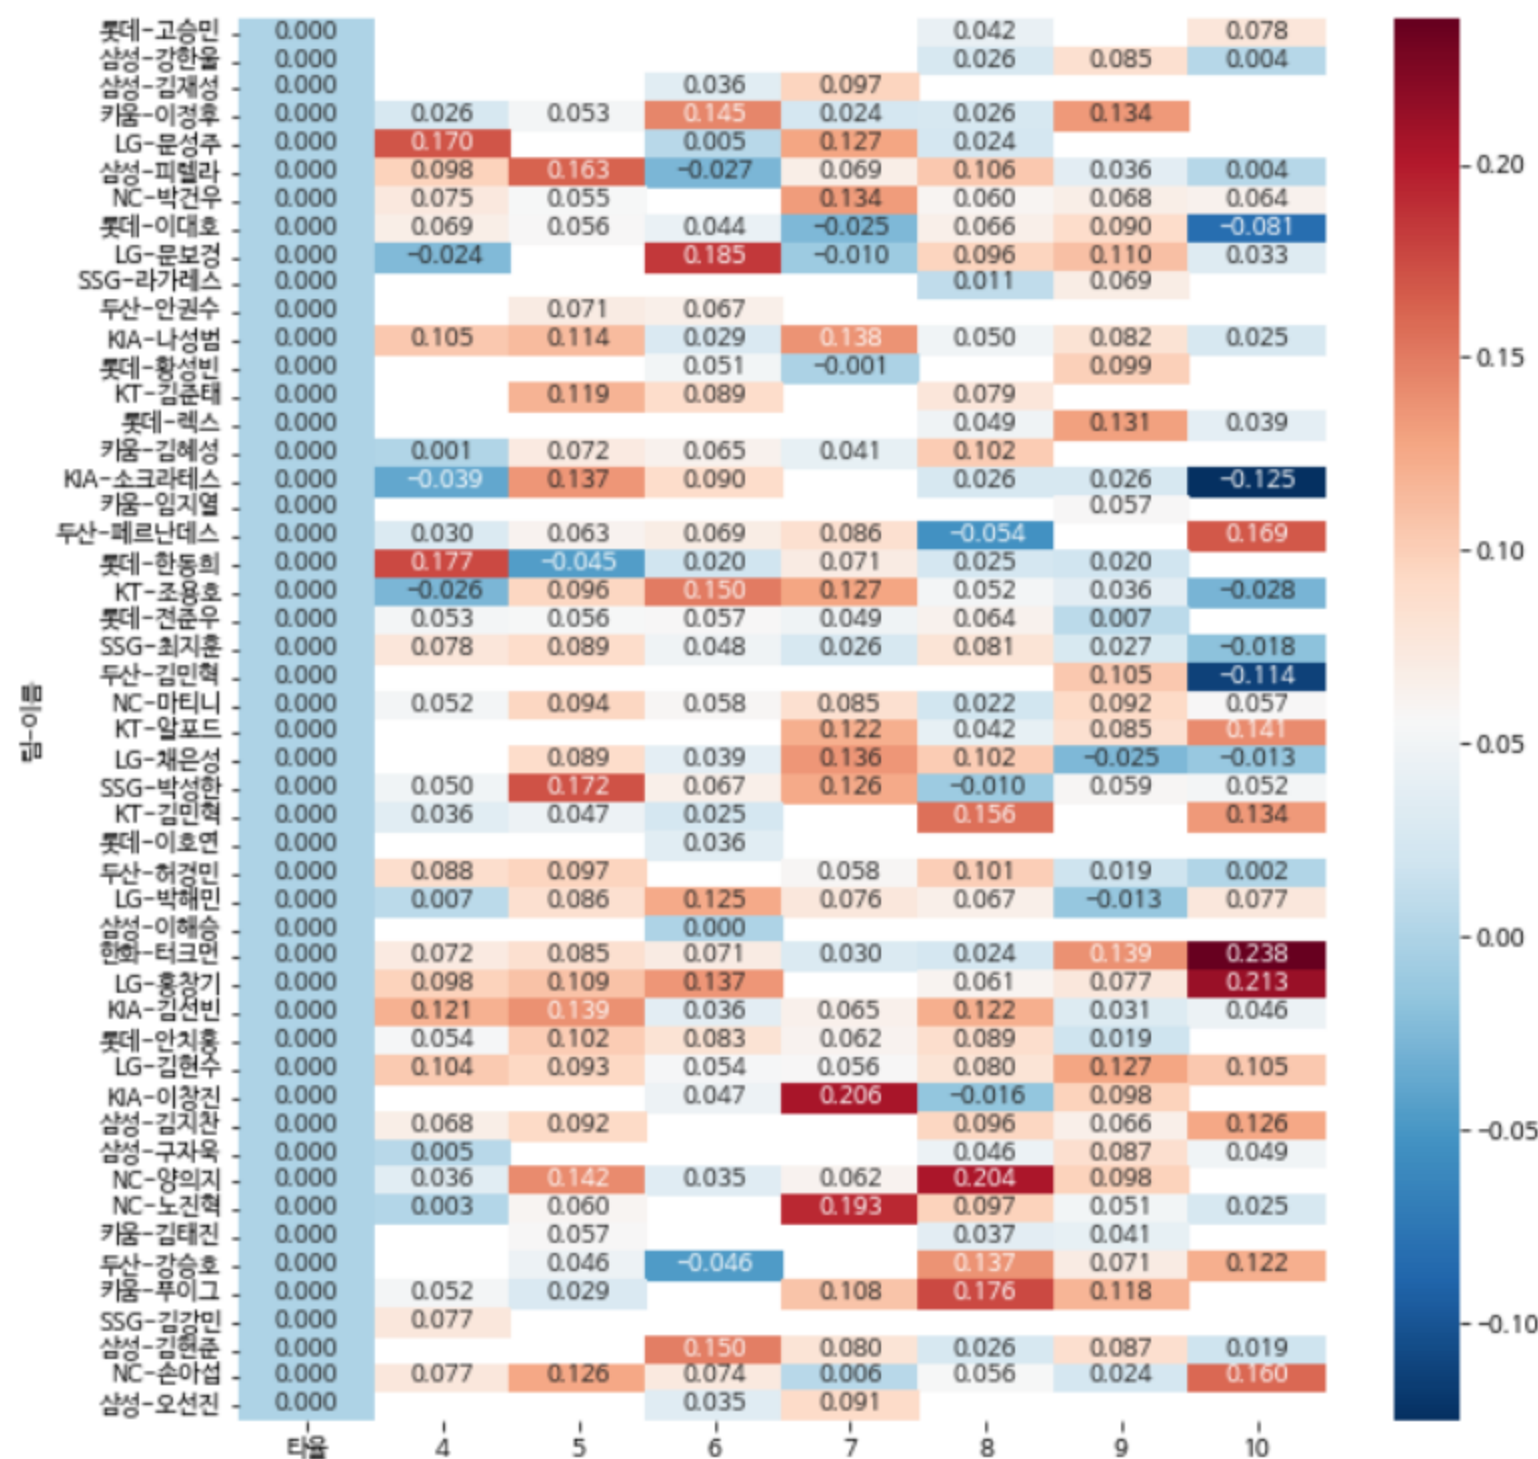 롯데-고승민 0.000 0.042 0.078
삼성-강한울 0.000 0.026 0.085 0.004
삼성-김재성 0.000 0.036 0.097
키움-이정후 0.000 0.026 0.053 0.145 0.024 0.026 0.134
LG-문성주 0.000 0.170 0.005 0.127 0.024
삼성-피렐라 0.000 0.098 0.163 -0.027 0.069 0.106 0.036 0.004
NC-박건우 0.000 0.075 0.055 0.134 0.060 0.068 0.064
롯데-이대호 0.000 0.069 0.056 0.044 -0.025 0.066 0.090 -0.081
LG-문보경 0.000 -0.024 0.185 -0.010 0.096 0.110 0.033
SSG-라가레스 0.000 0.011 0.069
두산-안권수 0.000 0.071 0.067
KIA-나성범 0.000 0.105 0.114 0.029 0.138 0.050 0.082 0.025
롯데-황성빈 0.000 0.051 -0.001 0.099
KT-김준태 0.000 0.119 0.089 0.079
롯데-렉스 0.000 0.049 0.131 0.039
키움-김혜성 0.000 0.001 0.072 0.065 0.041 0.102
KIA-소크라테스 0.000 -0.039 0.137 0.090 0.026 0.026 -0.125
키움-임지열 0.000 0.057
두산-페르난데스 0.000 0.030 0.063 0.069 0.086 -0.054 0.169
롯데-한동희 0.000 0.177 -0.045 0.020 0.071 0.025 0.020
KT-조용호 0.000 -0.026 0.096 0.150 0.127 0.052 0.036 -0.028
롯데-전준우 0.000 0.053 0.056 0.057 0.049 0.064 0.007
SSG-최지훈 0.000 0.078 0.089 0.048 0.026 0.081 0.027 -0.018
두산-김민혁 0.000 0.105 -0.114
NC-마티니 0.000 0.052 0.094 0.058 0.085 0.022 0.092 0.057
KT-알포드 0.000 0.122 0.042 0.085 0.141
LG-채은성 0.000 0.089 0.039 0.136 0.102 -0.025 -0.013
SSG-박성한 0.000 0.050 0.172 0.067 0.126 -0.010 0.059 0.052
KT-김민혁 0.000 0.036 0.047 0.025 0.156 0.134
롯데-이호연 0.000 0.036
두산-허경민 0.000 0.088 0.097 0.058 0.101 0.019 0.002
LG-박해민 0.000 0.007 0.086 0.125 0.076 0.067 -0.013 0.077
삼성-이해승 0.000 0.000
한화-터크먼 0.000 0.072 0.085 0.071 0.030 0.024 0.139 0.238
LG-홍창기 0.000 0.098 0.109 0.137 0.061 0.077 0.213
KIA-김선빈 0.000 0.121 0.139 0.036 0.065 0.122 0.031 0.046
롯데-안치홍 0.000 0.054 0.102 0.083 0.062 0.089 0.019
LG-김현수 0.000 0.104 0.093 0.054 0.056 0.080 0.127 0.105
KIA-이창진 0.000 0.047 0.206 -0.016 0.098
삼성-김지찬 0.000 0.068 0.092 0.096 0.066 0.126
삼성-구자욱 0.000 0.005 0.046 0.087 0.049
NC-양의지 0.000 0.036 0.142 0.035 0.062 0.204 0.098
NC-노진혁 0.000 0.003 0.060 0.193 0.097 0.051 0.025
키움-김태진 0.000 0.057 0.037 0.041
두산-강승호 0.000 0.046 -0.046 0.137 0.071 0.122
키움-푸이그 0.000 0.052 0.029 0.108 0.176 0.118
SSG-김강민 0.000 0.077
삼성-김현준 0.000 0.150 0.080 0.026 0.087 0.019
NC-손아섭 0.000 0.077 0.126 0.074 0.006 0.056 0.024 0.160
삼성-오선진 0.000 0.035 0.091
타율 4 5 6 7 8 9 10
팀-이름
0.20
0.15
0.10
0.05
0.00
-0.05
-0.10